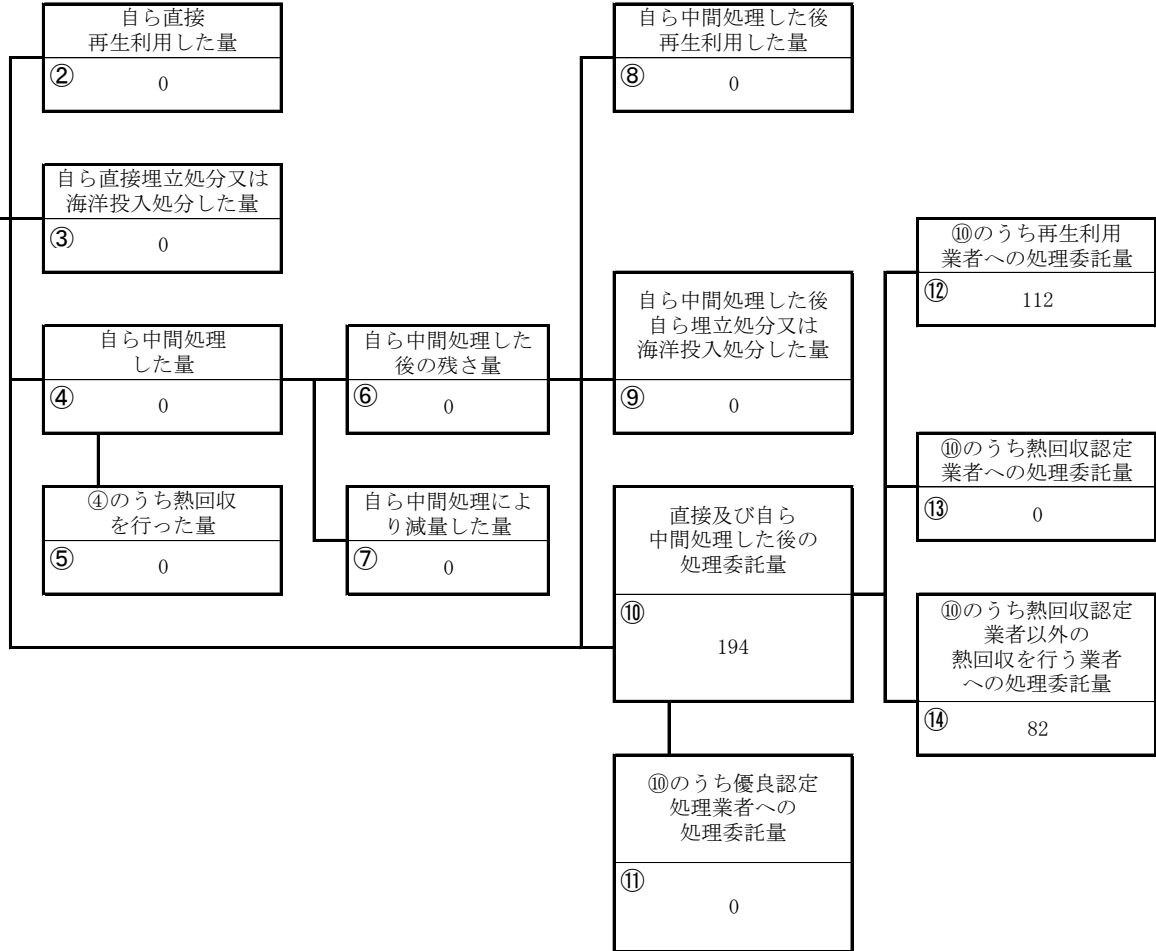 自ら直接
再生利用した量
②
0
自ら中間処理した後
再生利用した量
⑧
0
自ら直接埋立処分又は
海洋投入処分した量
③
0
⑩のうち再生利用
業者への処理委託量
⑫
112
自ら中間処理
した量
④
0
自ら中間処理した
後の残さ量
⑥
0
自ら中間処理した後
自ら埋立処分又は
海洋投入処分した量
⑨
0
⑩のうち熱回収認定
業者への処理委託量
⑬
0
④のうち熱回収
を行った量
⑤
0
自ら中間処理によ
り減量した量
⑦
0
直接及び自ら
中間処理した後の
処理委託量
⑩
194
⑩のうち熱回収認定
業者以外の
熱回収を行う業者
への処理委託量
⑭
82
⑩のうち優良認定
処理業者への
処理委託量
⑪
0